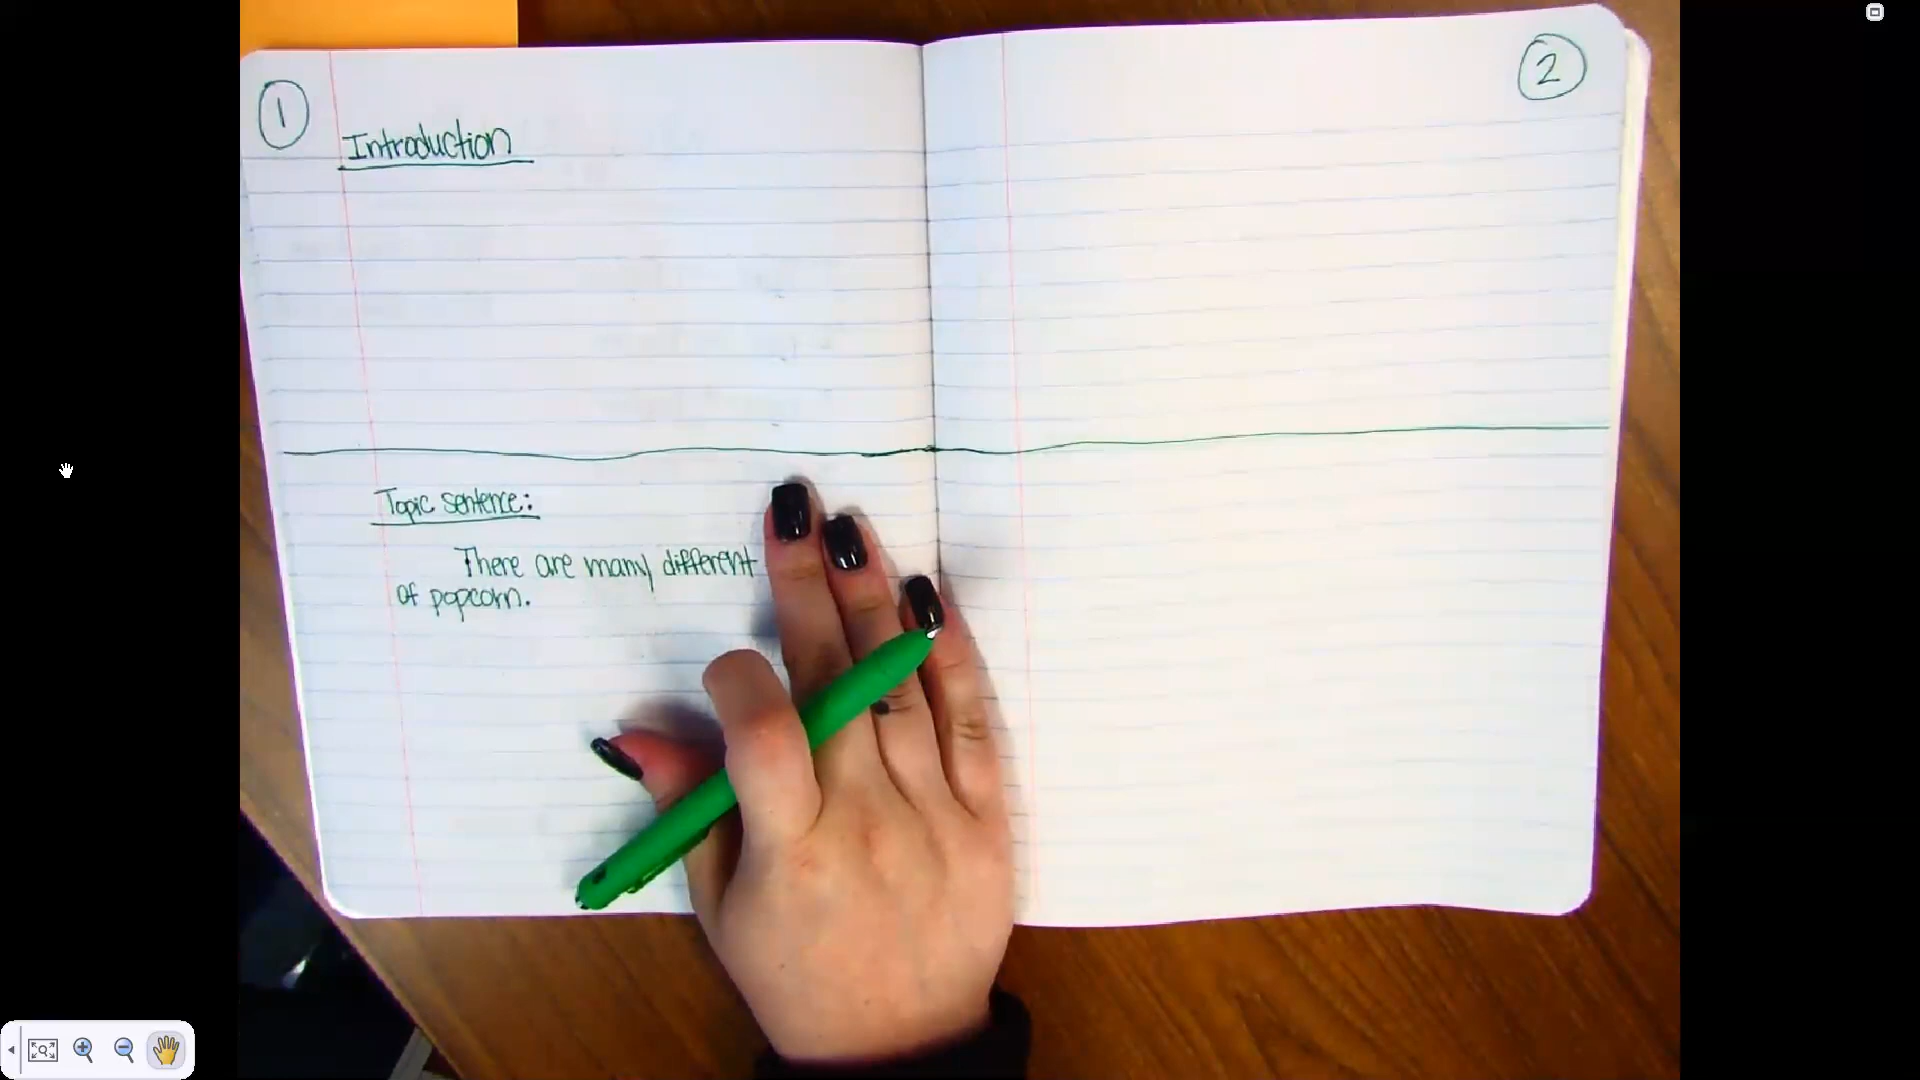 1
Introduction
2
Topic sentence:
There are many different
of popcorn.